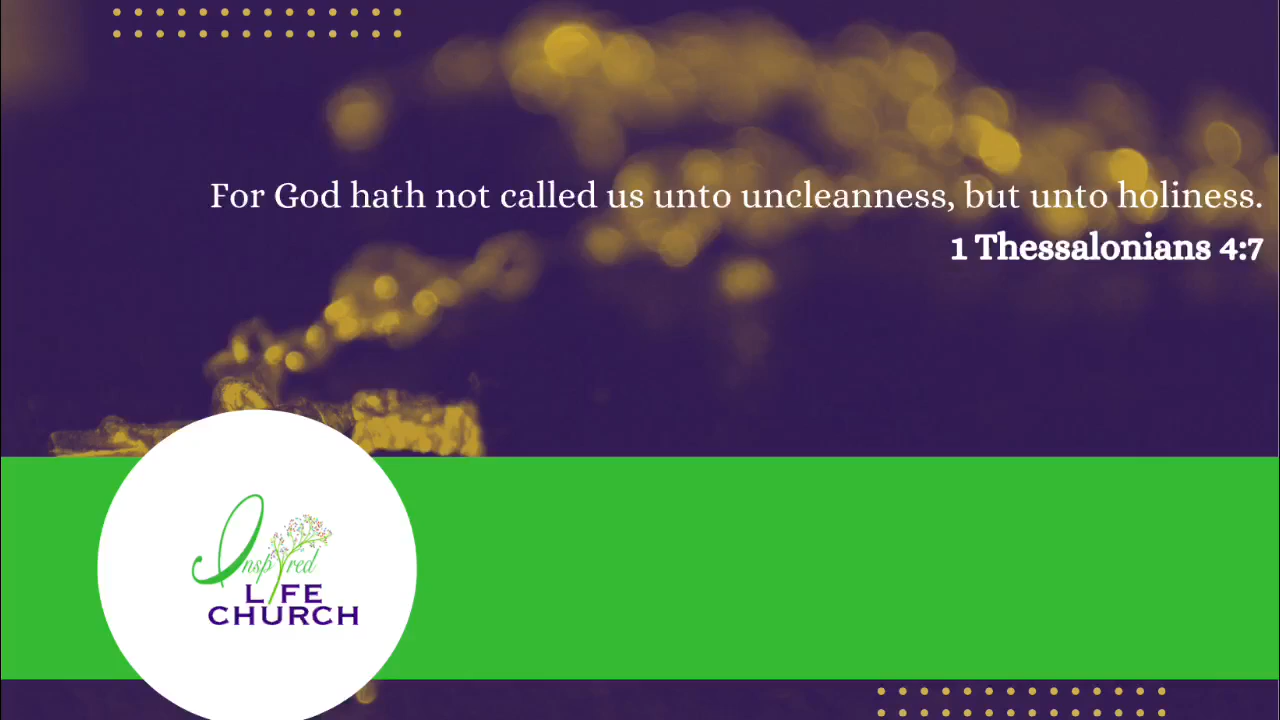 For God hath not called us unto uncleanness, but unto holiness.
1 Thessalonians 4:7
Inspired
LIFE
CHURCH